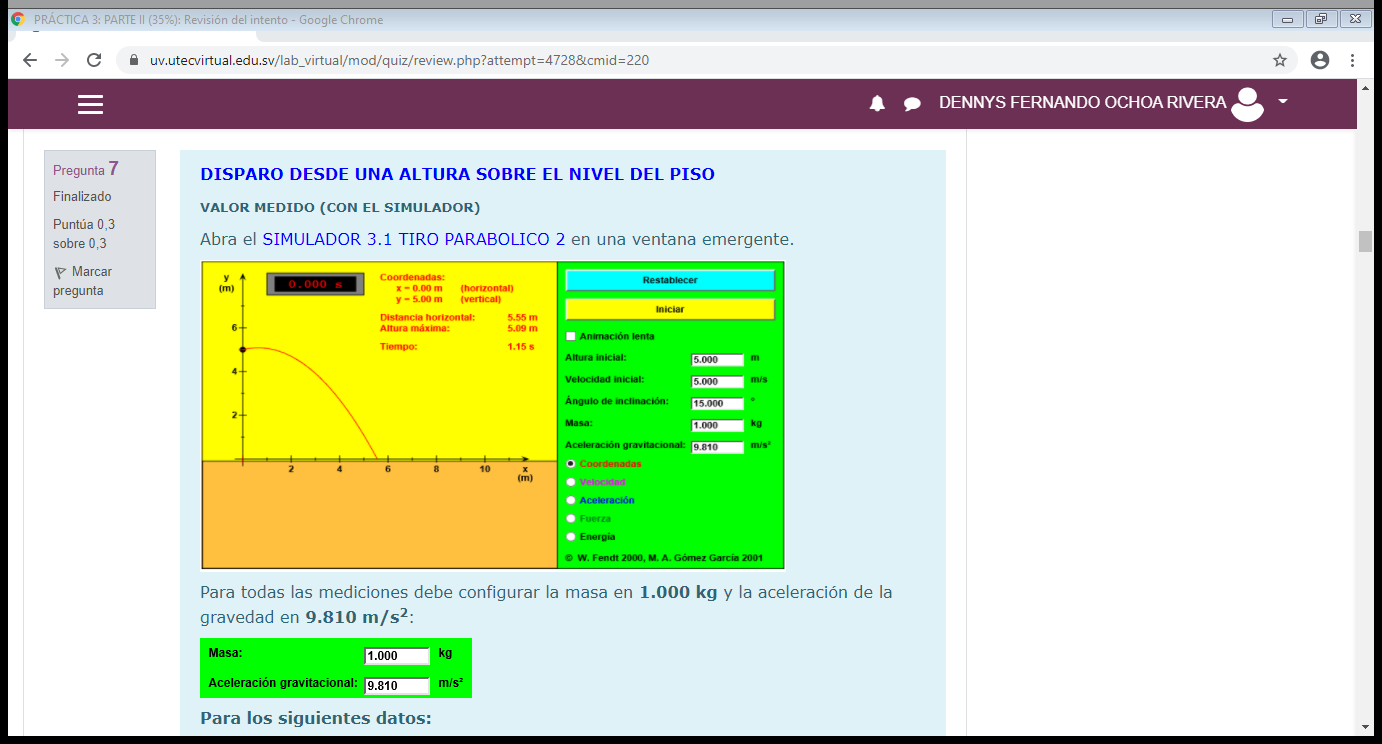 PRÁCTICA 3: PARTE II (35%): Revisión del intento - Google Chrome
uv.utecvirtual.edu.sv/lab_virtual/mod/quiz/review.php?attempt=4728&cmid=220
DENNYS FERNANDO OCHOA RIVERA
Pregunta 7
Finalizado
Puntúa 0,3
sobre 0,3
Marcar
pregunta
DISPARO DESDE UNA ALTURA SOBRE EL NIVEL DEL PISO
VALOR MEDIDO (CON EL SIMULADOR)
Abra el SIMULADOR 3.1 TIRO PARABOLICO 2 en una ventana emergente.
y
(m)
0.000 s
Coordenadas:
x = 0.00 m (horizontal)
y = 5.00 m (vertical)
Distancia horizontal: 5.55 m
Altura máxima: 5.09 m
Tiempo: 1.15 s
6
4
2
2 4 6 8 10 x
(m)
Restablecer
Iniciar
Animación lenta
Altura inicial: 5.000 m
Velocidad inicial: 5.000 m/s
Ángulo de inclinación: 15.000 °
Masa: 1.000 kg
Aceleración gravitacional: 9.810 m/s²
Coordenadas
Velocidad
Aceleración
Fuerza
Energía
© W. Fendt 2000, M. A. Gómez García 2001
Para todas las mediciones debe configurar la masa en 1.000 kg y la aceleración de la
gravedad en 9.810 m/s²:
Masa: 1.000 kg
Aceleración gravitacional: 9.810 m/s²
Para los siguientes datos: